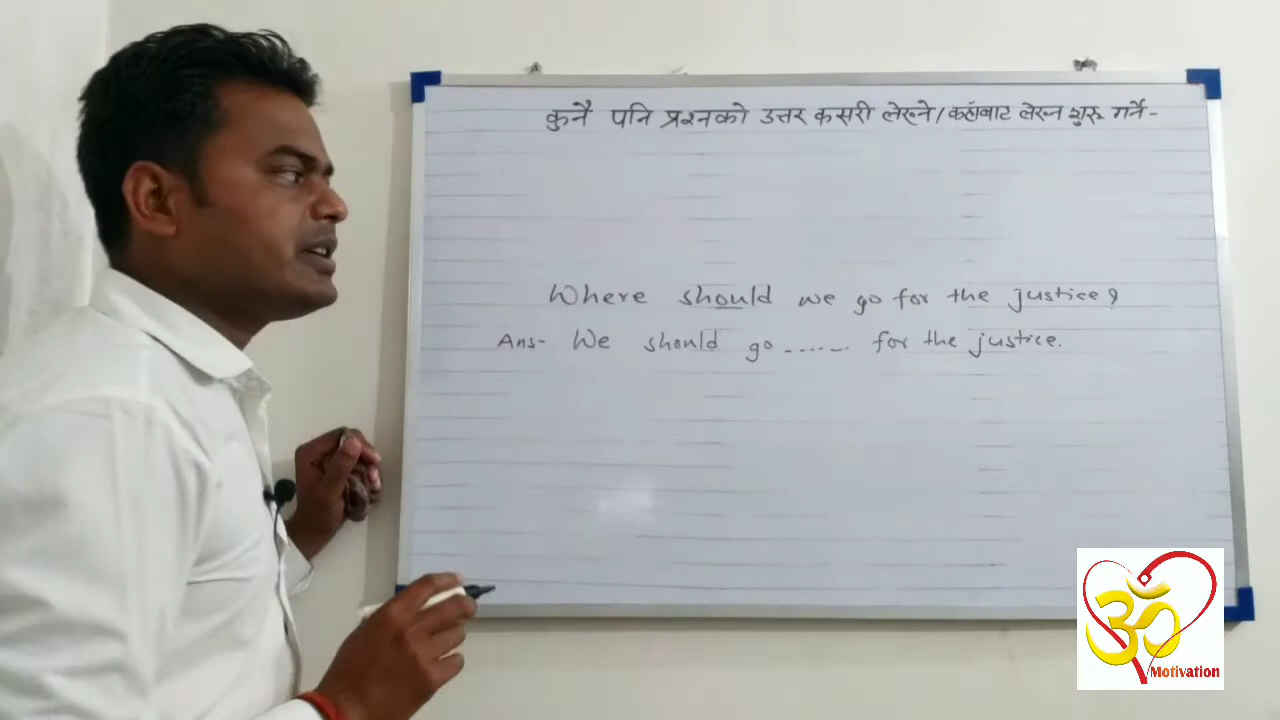 कुनै पनि प्रश्नको उत्तर कसरी लेख्ने/कहाँबाट लेख्न शुरु गर्ने-
Where should we go for the justice?
Ans- We should go ...... for the justice.
ॐ
Motivation